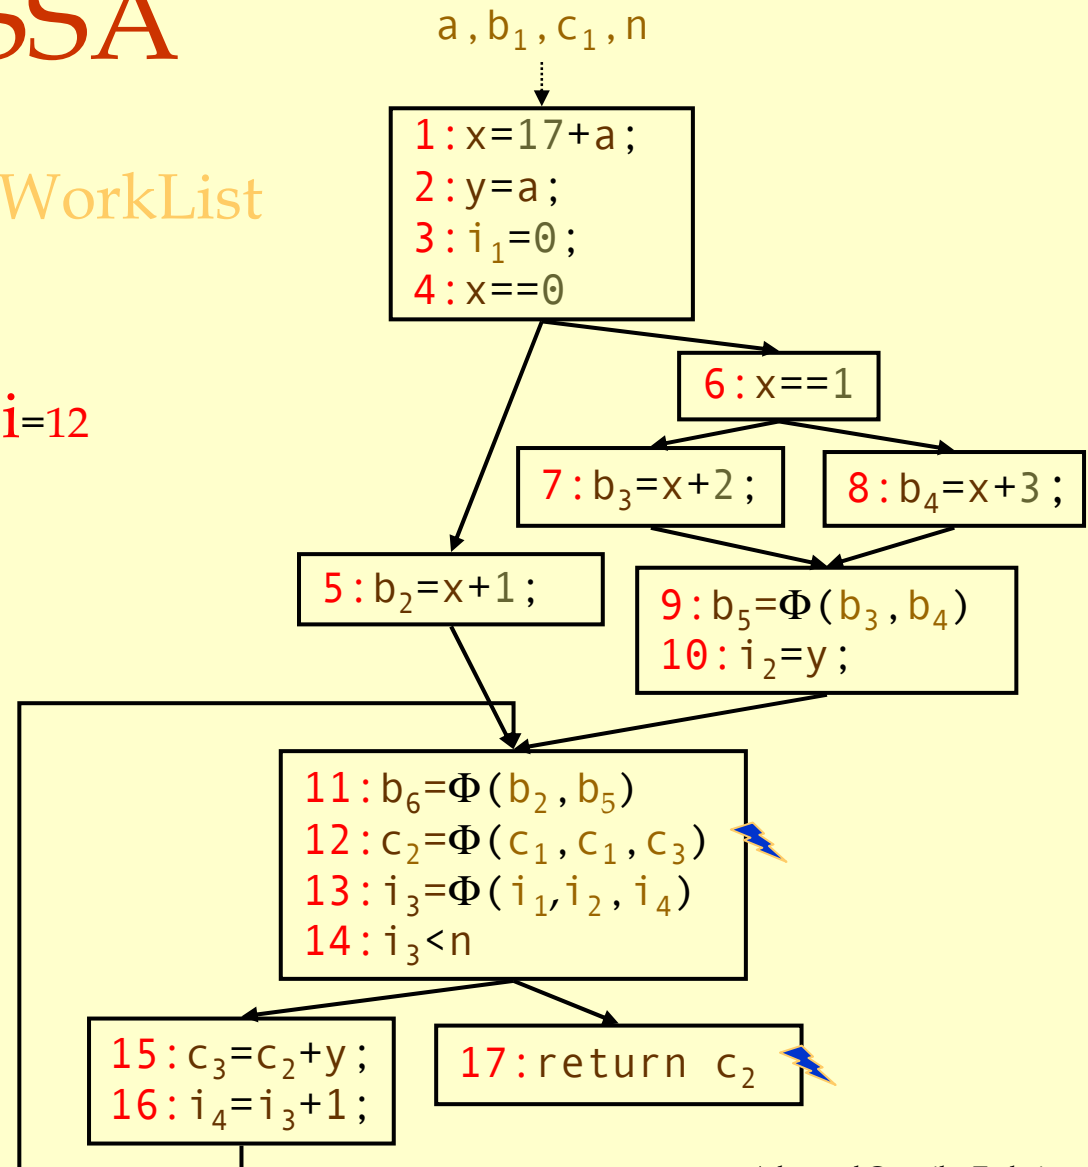 SSA
a,b₁,c₁,n
1:x=17+a;
2:y=a;
3:i₁=0;
4:x==0
WorkList
6:x==1
i=12
7:b₃=x+2;
8:b₄=x+3;
5:b₂=x+1;
9:b₅=Φ(b₃,b₄)
10:i₂=y;
11:b₆=Φ(b₂,b₅)
12:c₂=Φ(c₁,c₁,c₃)
13:i₃=Φ(i₁,i₂,i₄)
14:i₃<n
15:c₃=c₂+y;
16:i₄=i₃+1;
17:return c₂